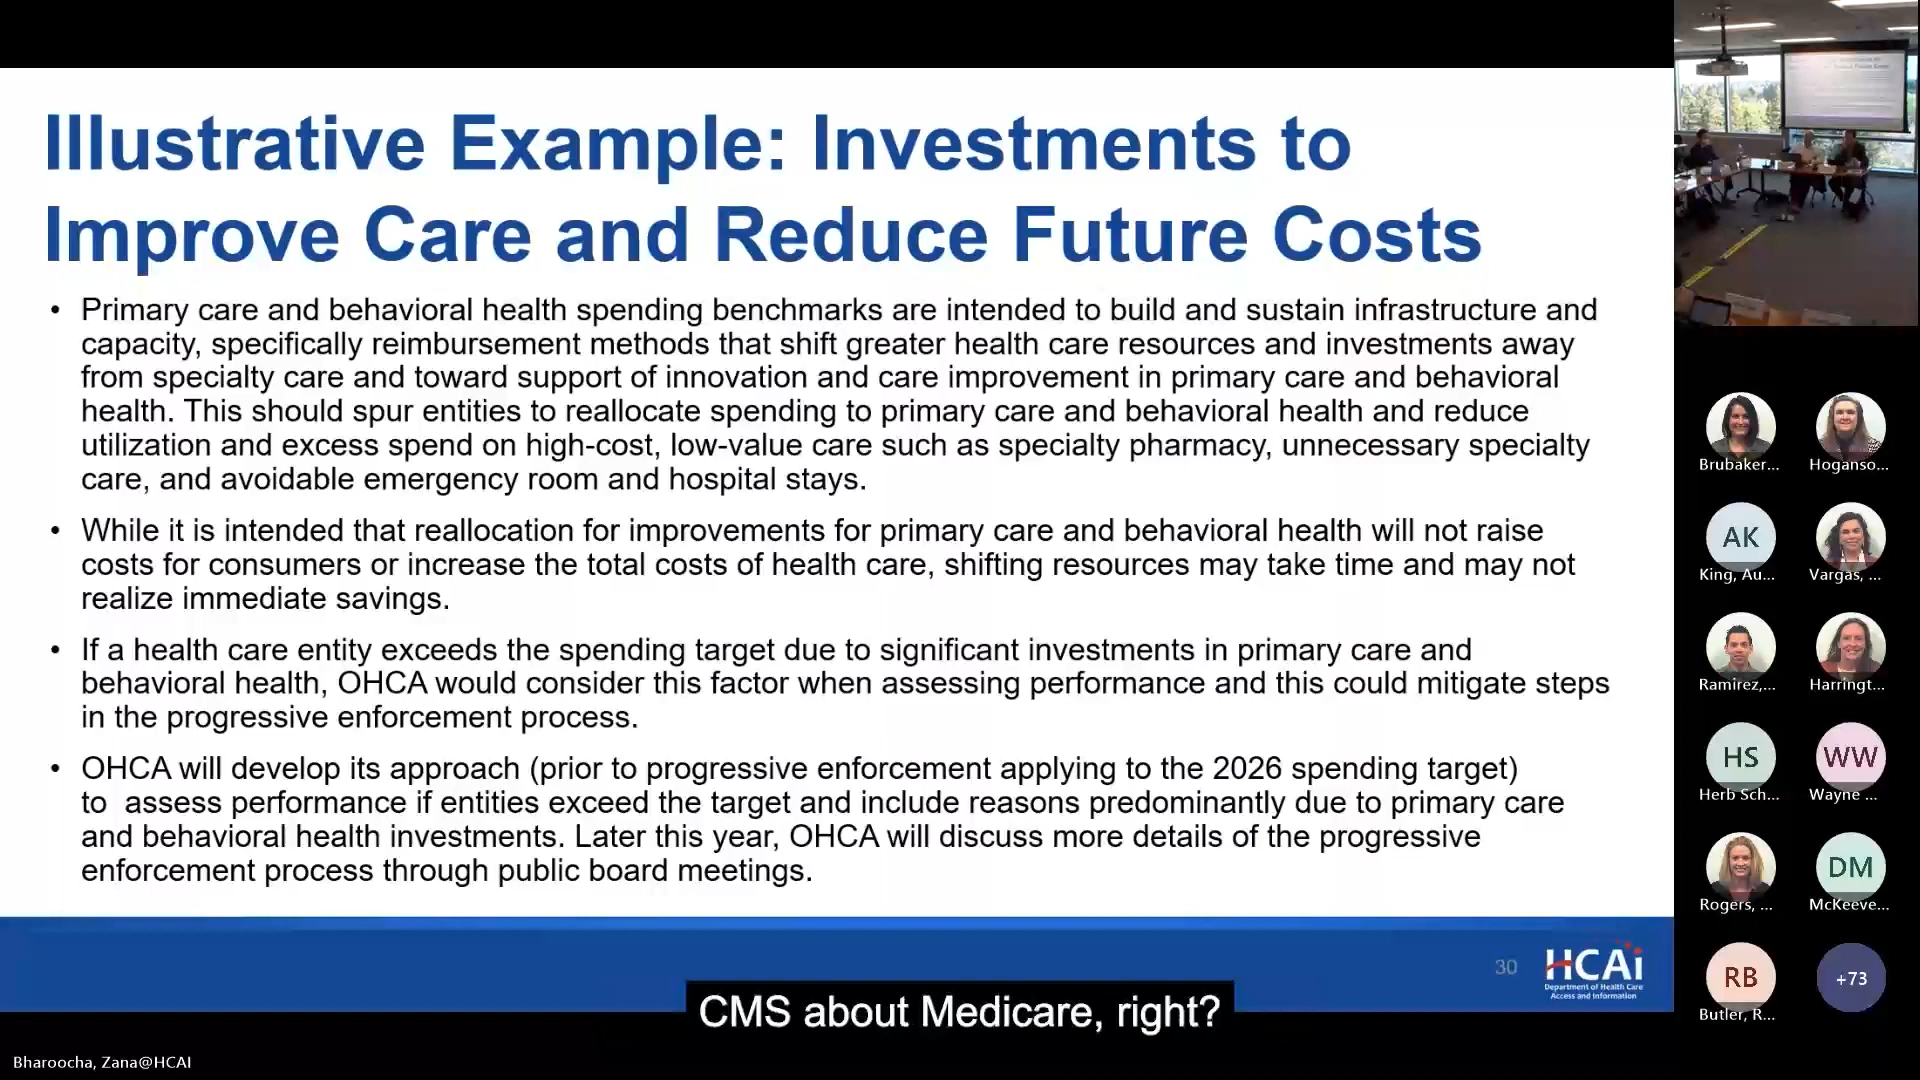 Illustrative Example: Investments to
Improve Care and Reduce Future Costs
• Primary care and behavioral health spending benchmarks are intended to build and sustain infrastructure and
capacity, specifically reimbursement methods that shift greater health care resources and investments away
from specialty care and toward support of innovation and care improvement in primary care and behavioral
health. This should spur entities to reallocate spending to primary care and behavioral health and reduce
utilization and excess spend on high-cost, low-value care such as specialty pharmacy, unnecessary specialty
care, and avoidable emergency room and hospital stays.
• While it is intended that reallocation for improvements for primary care and behavioral health will not raise
costs for consumers or increase the total costs of health care, shifting resources may take time and may not
realize immediate savings.
• If a health care entity exceeds the spending target due to significant investments in primary care and
behavioral health, OHCA would consider this factor when assessing performance and this could mitigate steps
in the progressive enforcement process.
• OHCA will develop its approach (prior to progressive enforcement applying to the 2026 spending target)
to assess performance if entities exceed the target and include reasons predominantly due to primary care
and behavioral health investments. Later this year, OHCA will discuss more details of the progressive
enforcement process through public board meetings.
30
HCAi
Department of Health Care
Access and Information
CMS about Medicare, right?
Bharoocha, Zana@HCAI
Brubaker...
Hoganso...
AK
King, Au...
Vargas, ...
Ramirez,...
Harringt...
HS
Herb Sch...
WW
Wayne ...
Rogers, ...
DM
McKeeve...
RB
Butler, R...
+73